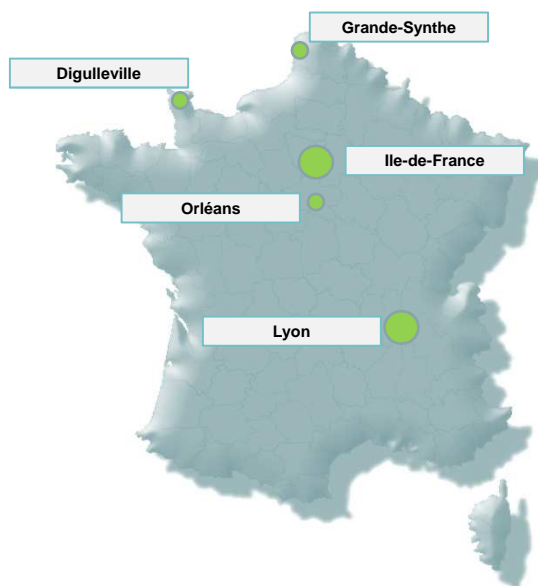 Grande-Synthe
Digulleville
Ile-de-France
Orléans
Lyon